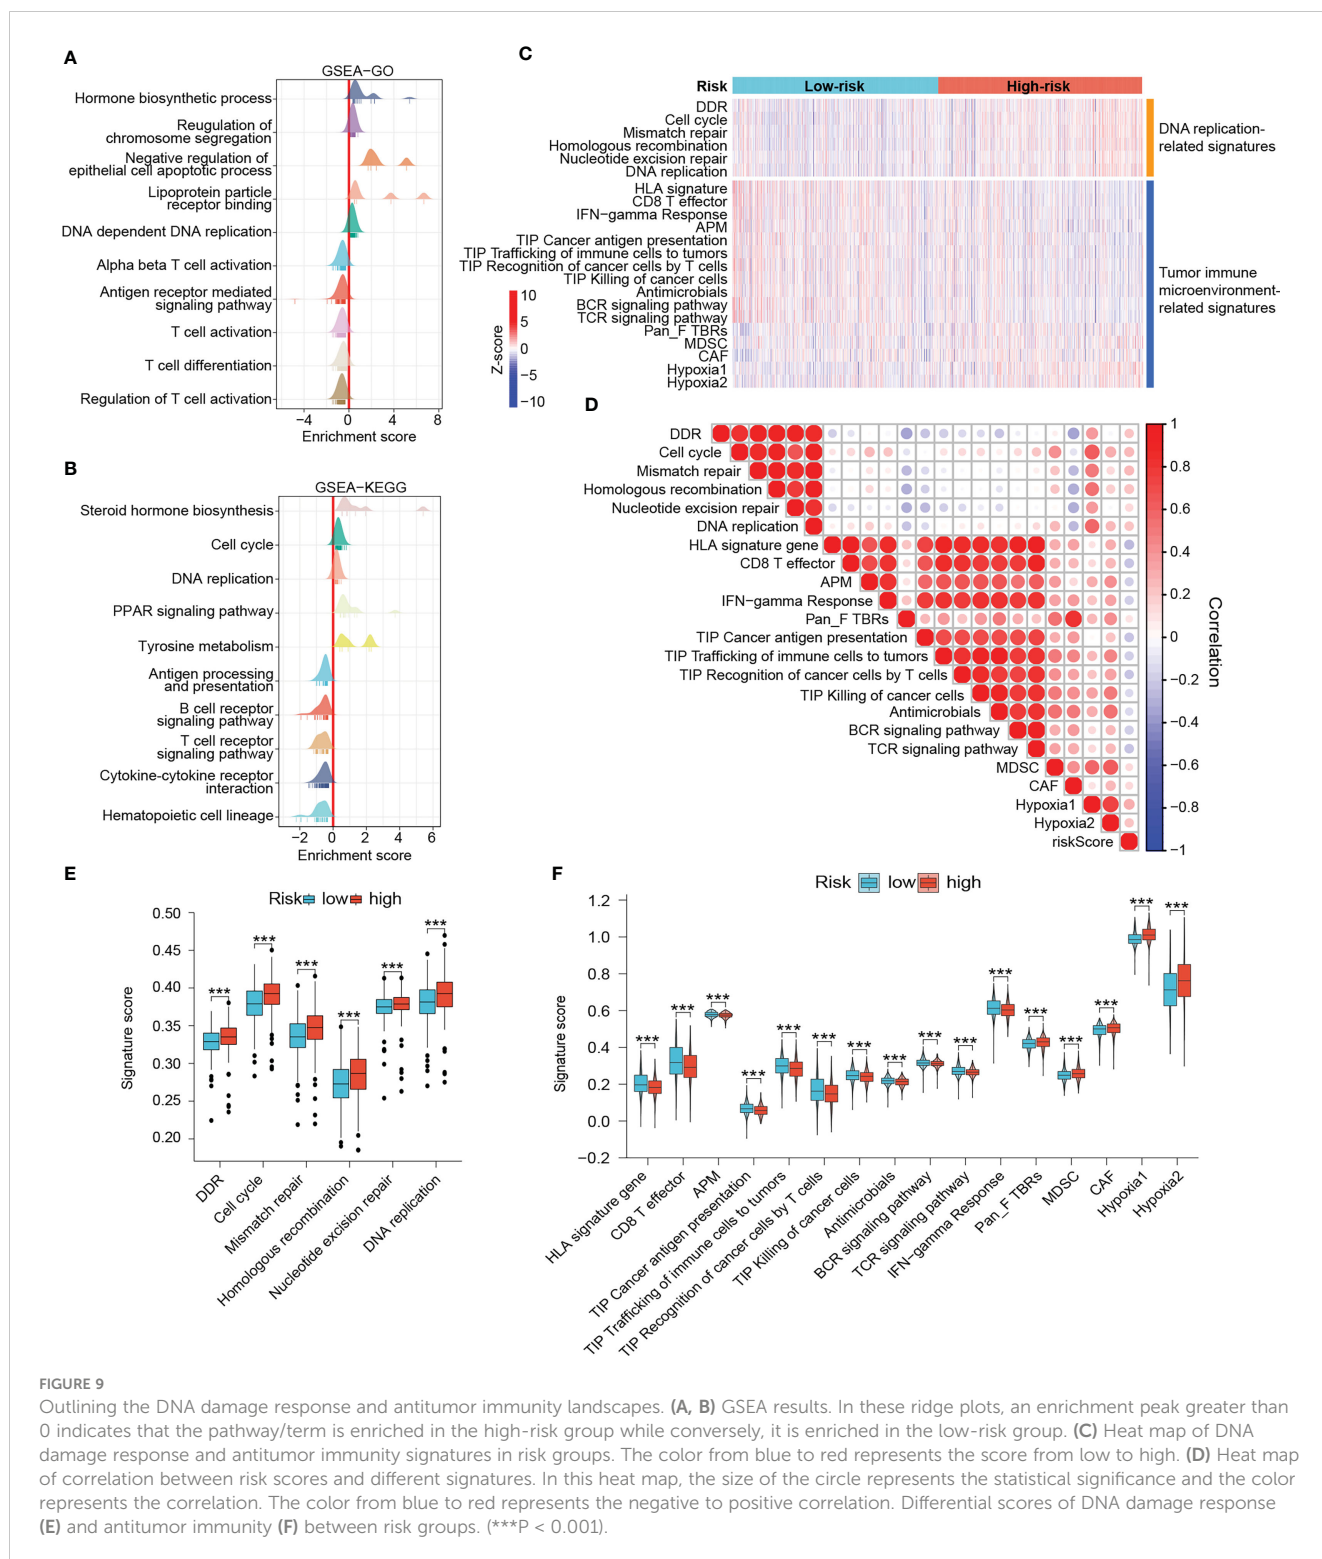 A
GSEA−GO
Hormone biosynthetic process
Reugulation of
chromosome segregation
Negative regulation of
epithelial cell apoptotic process
Lipoprotein particle
receptor binding
DNA dependent DNA replication
Alpha beta T cell activation
Antigen receptor mediated
signaling pathway
T cell activation
T cell differentiation
Regulation of T cell activation
−4 0 4 8
Enrichment score
B
GSEA−KEGG
Steroid hormone biosynthesis
Cell cycle
DNA replication
PPAR signaling pathway
Tyrosine metabolism
Antigen processing
and presentation
B cell receptor
signaling pathway
T cell receptor
signaling pathway
Cytokine-cytokine receptor
interaction
Hematopoietic cell lineage
−2 0 2 4 6
Enrichment score
C
Risk Low-risk High-risk
DDR
Cell cycle
Mismatch repair
Homologous recombination
Nucleotide excision repair
DNA replication
HLA signature
CD8 T effector
IFN−gamma Response
APM
TIP Cancer antigen presentation
TIP Trafficking of immune cells to tumors
TIP Recognition of cancer cells by T cells
TIP Killing of cancer cells
Antimicrobials
BCR signaling pathway
TCR signaling pathway
Pan_F TBRs
MDSC
CAF
Hypoxia1
Hypoxia2
DNA replication-
related signatures
Tumor immune
microenvironment-
related signatures
Z-score
10
5
0
−5
−10
D
DDR
Cell cycle
Mismatch repair
Homologous recombination
Nucleotide excision repair
DNA replication
HLA signature gene
CD8 T effector
APM
IFN−gamma Response
Pan_F TBRs
TIP Cancer antigen presentation
TIP Trafficking of immune cells to tumors
TIP Recognition of cancer cells by T cells
TIP Killing of cancer cells
Antimicrobials
BCR signaling pathway
TCR signaling pathway
MDSC
CAF
Hypoxia1
Hypoxia2
riskScore
1
0.8
0.6
0.4
0.2
0
−0.2
−0.4
−0.6
−0.8
−1
Correlation
E
Risk low high
Signature score
0.50
0.45
0.40
0.35
0.30
0.25
0.20
*** *** *** *** *** ***
DDR
Cell cycle
Mismatch repair
Homologous recombination
Nucleotide excision repair
DNA replication
F
Risk low high
Signature score
1.2
1.0
0.8
0.6
0.4
0.2
0.0
−0.2
*** *** *** *** *** *** *** *** *** *** *** *** *** *** *** ***
HLA signature gene
CD8 T effector
APM
TIP Cancer antigen presentation
TIP Trafficking of immune cells to tumors
TIP Recognition of cancer cells by T cells
TIP Killing of cancer cells
Antimicrobials
BCR signaling pathway
TCR signaling pathway
IFN−gamma Response
Pan_F TBRs
MDSC
CAF
Hypoxia1
Hypoxia2
FIGURE 9
Outlining the DNA damage response and antitumor immunity landscapes. (A, B) GSEA results. In these ridge plots, an enrichment peak greater than
0 indicates that the pathway/term is enriched in the high-risk group while conversely, it is enriched in the low-risk group. (C) Heat map of DNA
damage response and antitumor immunity signatures in risk groups. The color from blue to red represents the score from low to high. (D) Heat map
of correlation between risk scores and different signatures. In this heat map, the size of the circle represents the statistical significance and the color
represents the correlation. The color from blue to red represents the negative to positive correlation. Differential scores of DNA damage response
(E) and antitumor immunity (F) between risk groups. (***P < 0.001).